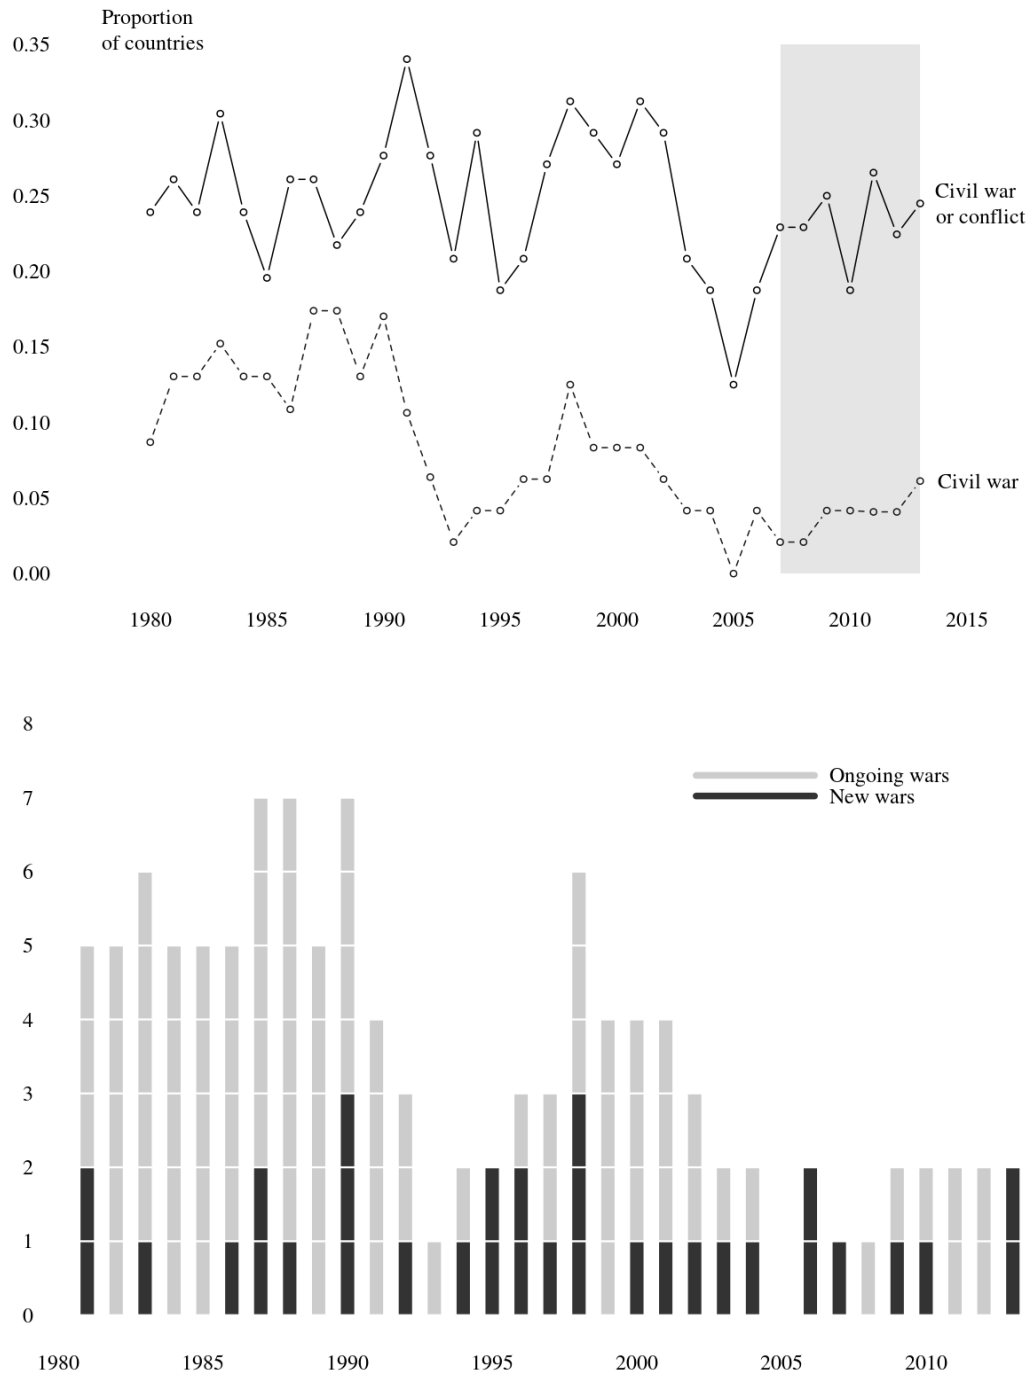 Proportion
of countries
0.35
0.30
0.25
0.20
0.15
0.10
0.05
0.00
Civil war
or conflict
Civil war
1980 1985 1990 1995 2000 2005 2010 2015
8
7
6
5
4
3
2
1
0
Ongoing wars
New wars
1980 1985 1990 1995 2000 2005 2010